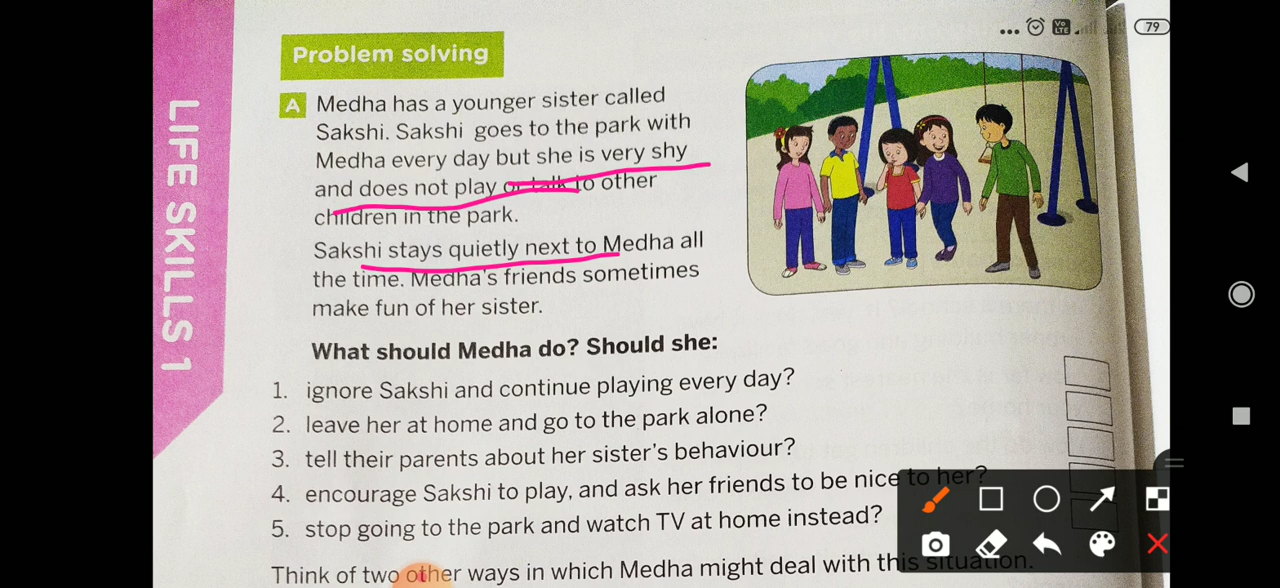 Vo
LTE
79
LIFE SKILLS 1
Problem solving
A Medha has a younger sister called
Sakshi. Sakshi goes to the park with
Medha every day but she is very shy
and does not play or talk to other
children in the park.
Sakshi stays quietly next to Medha all
the time. Medha's friends sometimes
make fun of her sister.
What should Medha do? Should she:
1. ignore Sakshi and continue playing every day?
2. leave her at home and go to the park alone?
3. tell their parents about her sister's behaviour?
4. encourage Sakshi to play, and ask her friends to be nice to her?
5. stop going to the park and watch TV at home instead?
Think of two other ways in which Medha might deal with this situation.